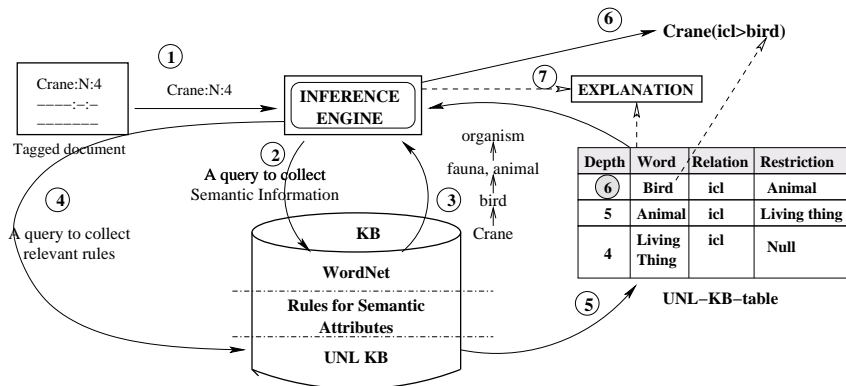 6
Crane(icl>bird)
1
Crane:N:4
−−−−:−:−
−−−−−−−
Tagged document
Crane:N:4
INFERENCE
ENGINE
7
EXPLANATION
2
A query to collect
Semantic Information
3
organism
fauna, animal
bird
Crane
4
A query to collect
relevant rules
KB
WordNet
Rules for Semantic
Attributes
UNL KB
5
Depth Word Relation Restriction
6 Bird icl Animal
5 Animal icl Living thing
4 Living Thing icl Null
UNL−KB−table